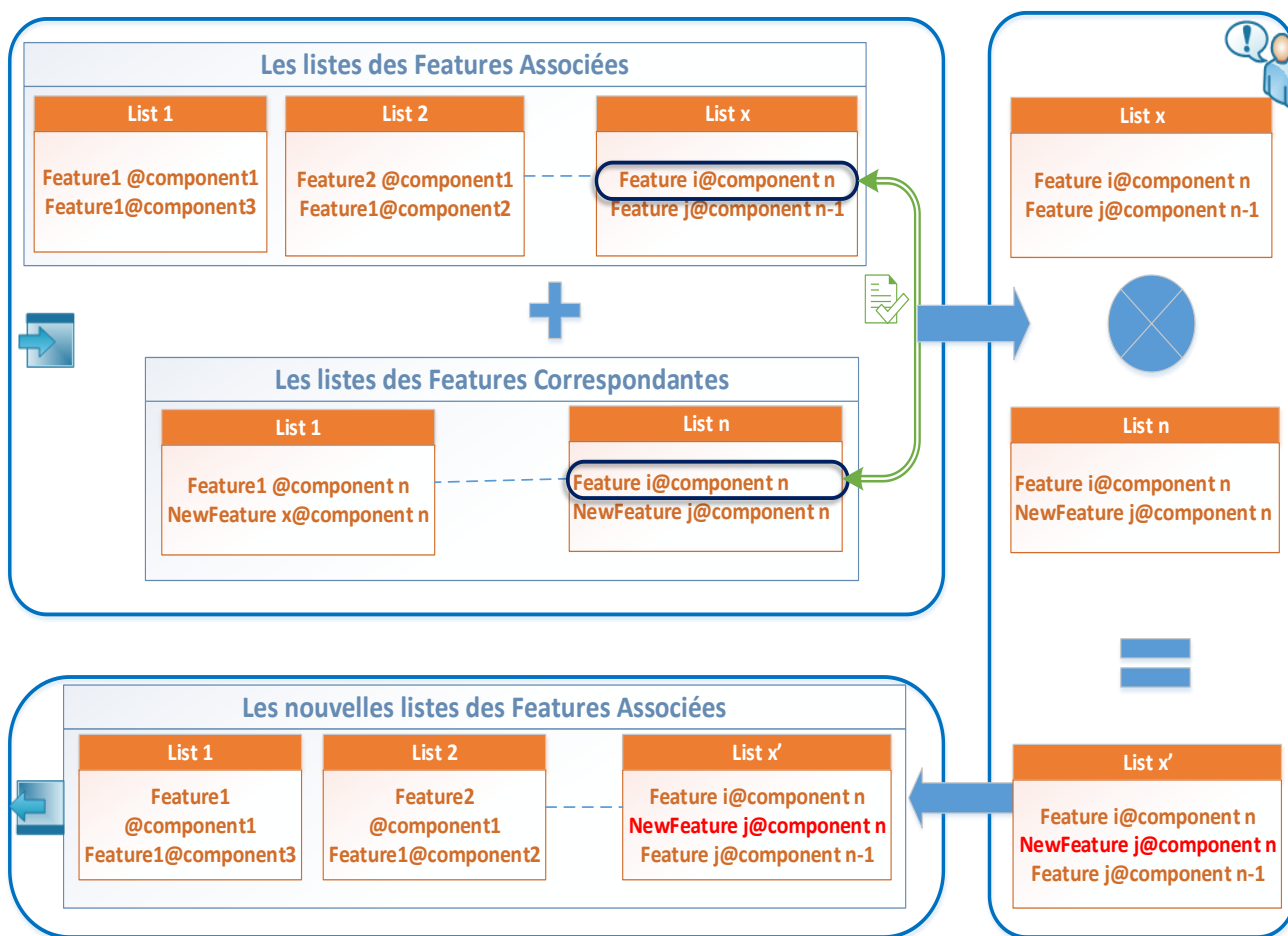 Les listes des Features Associées
List 1
Feature1 @component1
Feature1@component3
List 2
Feature2 @component1
Feature1@component2
List x
Feature i@component n
Feature j@component n-1
Les listes des Features Correspondantes
List 1
Feature1 @component n
NewFeature x@component n
List n
Feature i@component n
NewFeature j@component n
List x
Feature i@component n
Feature j@component n-1
List n
Feature i@component n
NewFeature j@component n
List x’
Feature i@component n
NewFeature j@component n
Feature j@component n-1
Les nouvelles listes des Features Associées
List 1
Feature1
@component1
Feature1@component3
List 2
Feature2
@component1
Feature1@component2
List x’
Feature i@component n
NewFeature j@component n
Feature j@component n-1